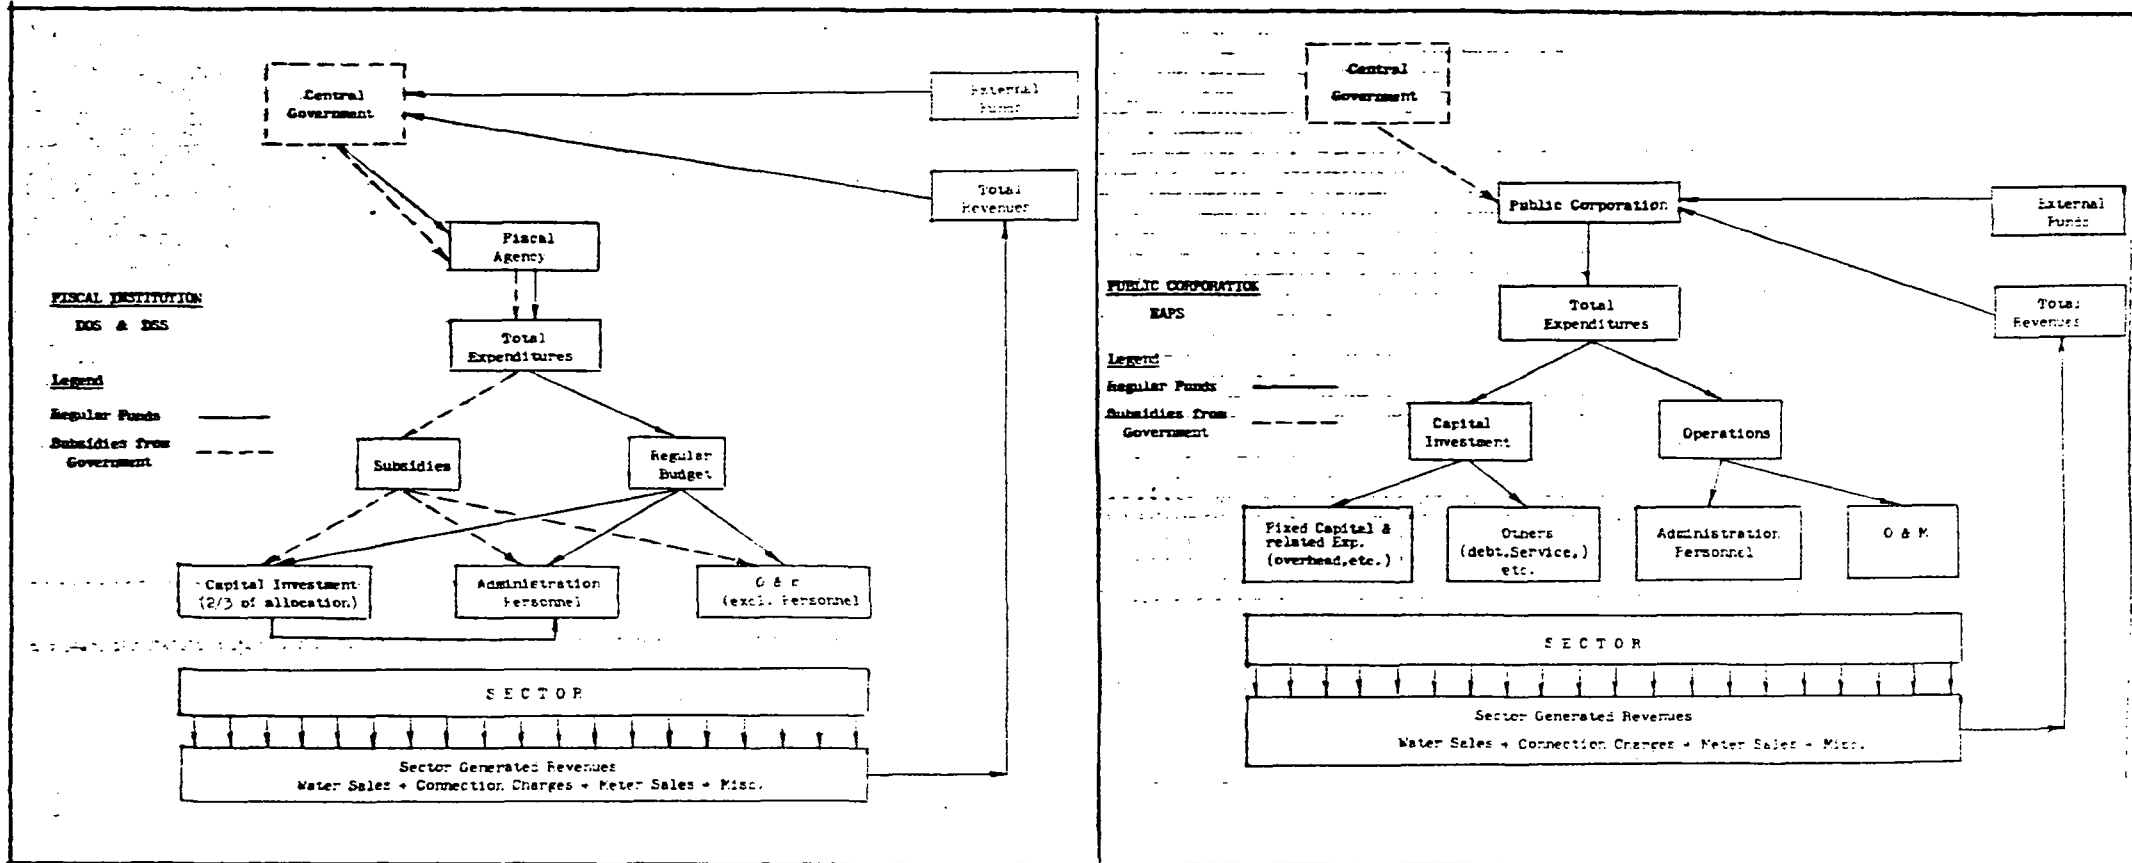 Central
Government
External
Funds
Total
Revenues
Fiscal
Agency
FISCAL INSTITUTION
DOS & DSS
Total
Expenditures
Legend
Regular Funds
Subsidies from
Government
Subsidies
Regular
Budget
Capital Investment
(2/3 of allocation)
Administration
Personnel
O &
(excl. Personnel
SECTOR
Sector Generated Revenues
Water Sales + Connection Charges + Meter Sales + Misc.
Central
Government
Public Corporation
External
Funds
PUBLIC CORPORATION
Total
Expenditures
Total
Revenues
Legend
Regular Funds
Subsidies from
Government
Capital
Investment
Operations
Fixed Capital &
related Exp.
(overhead,etc.)
Others
(debt,Service,)
etc.
Administration
Personnel
O & M
SECTOR
Sector Generated Revenues
Water Sales + Connection Charges + Meter Sales + Misc.